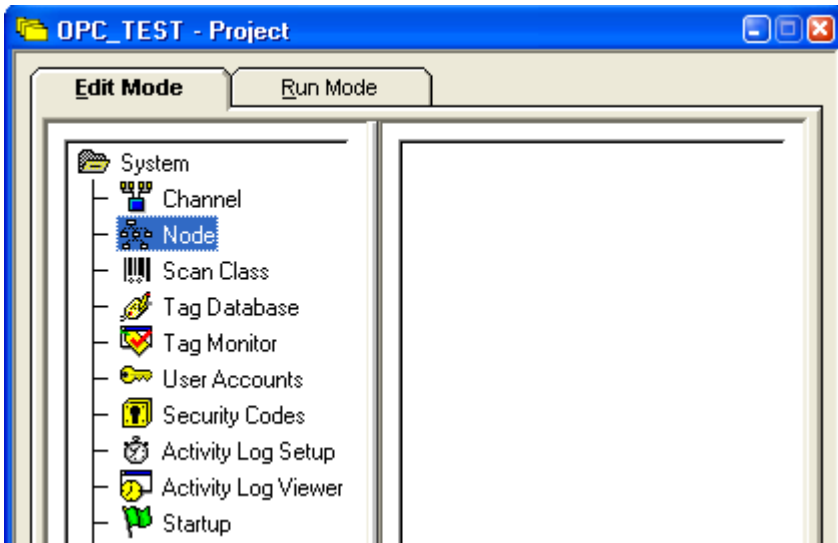 OPC_TEST - Project
Edit Mode
Run Mode
System
Channel
Node
Scan Class
Tag Database
Tag Monitor
User Accounts
Security Codes
Activity Log Setup
Activity Log Viewer
Startup